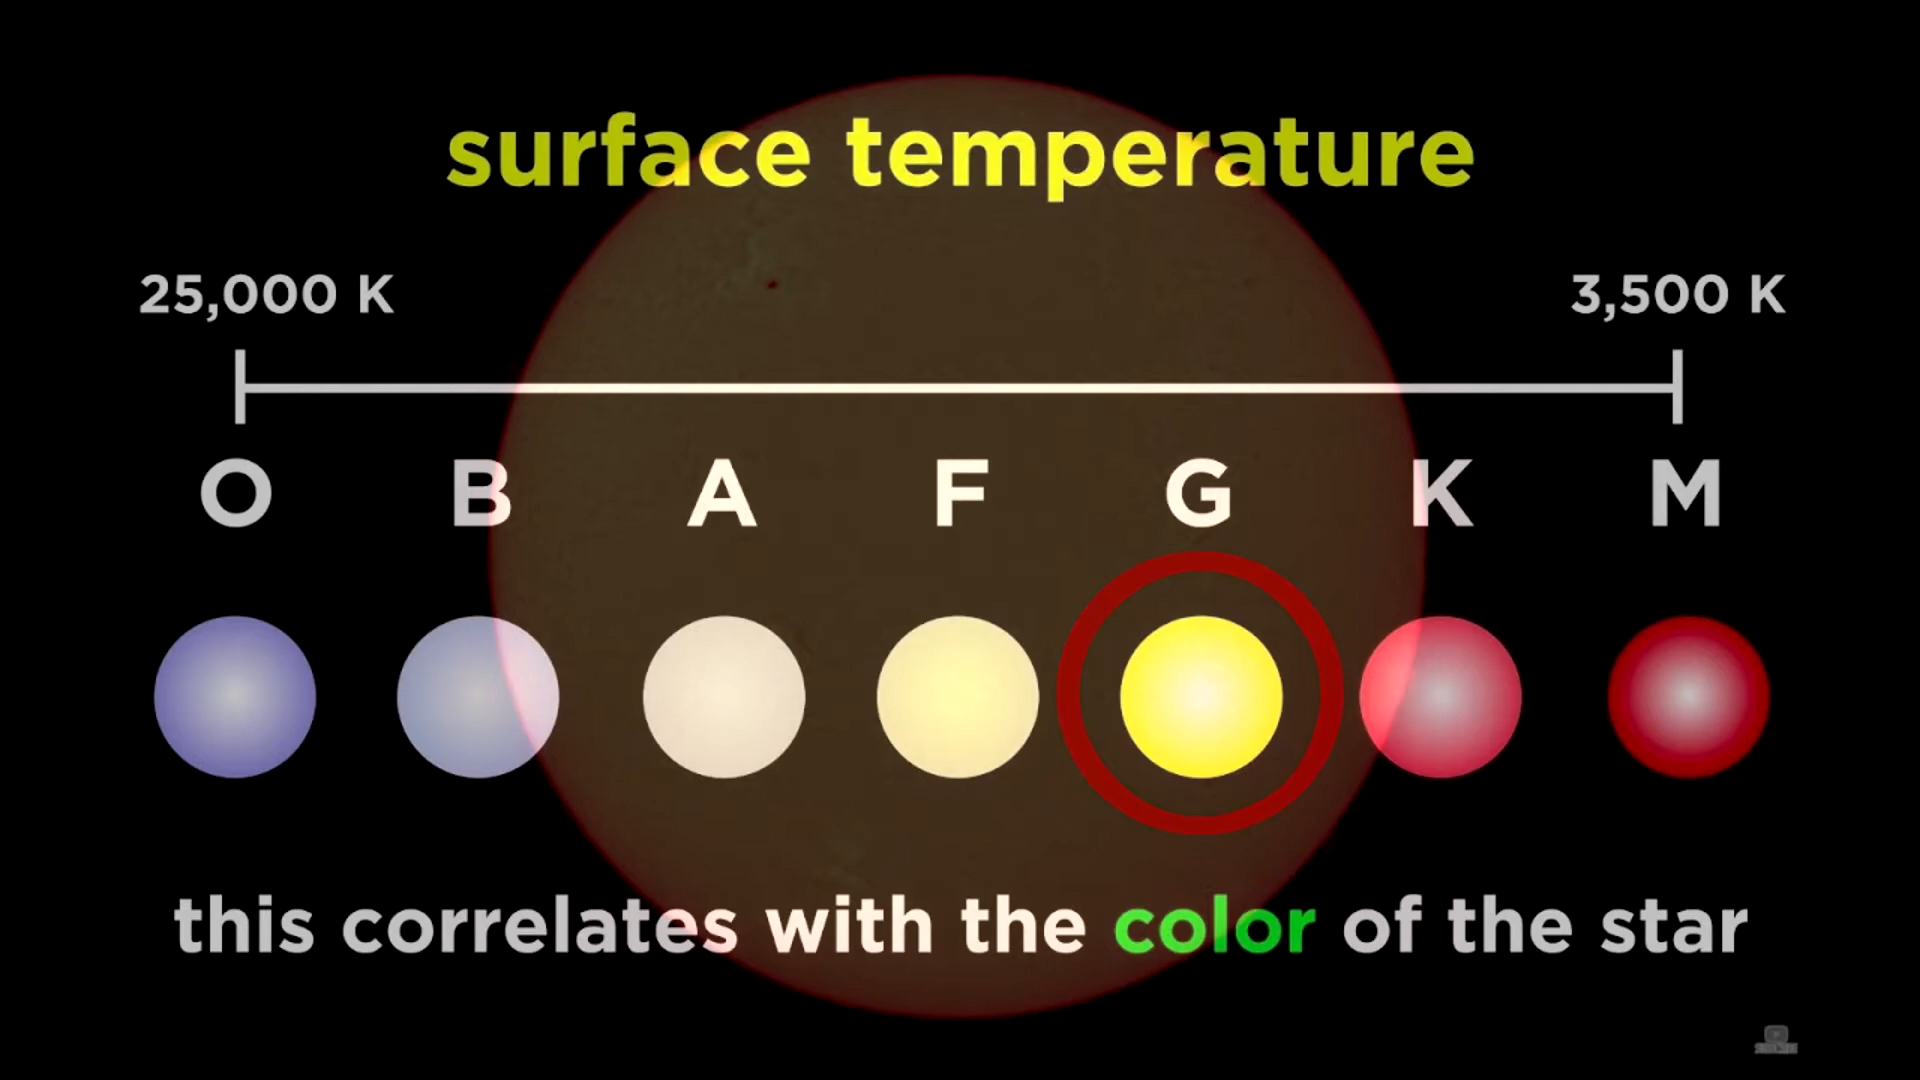 surface temperature
25,000 K 3,500 K
O B A F G K M
this correlates with the color of the star